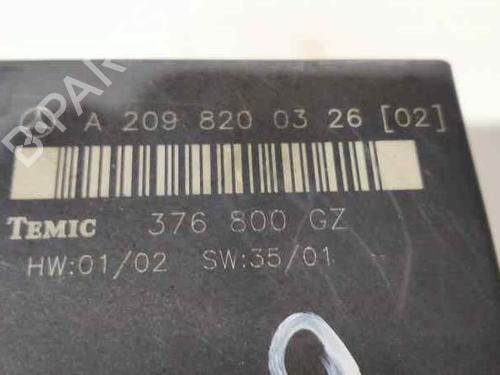 A 209 820 03 26 [02]
TEMIC 376 800 GZ
HW:01/02 SW:35/01